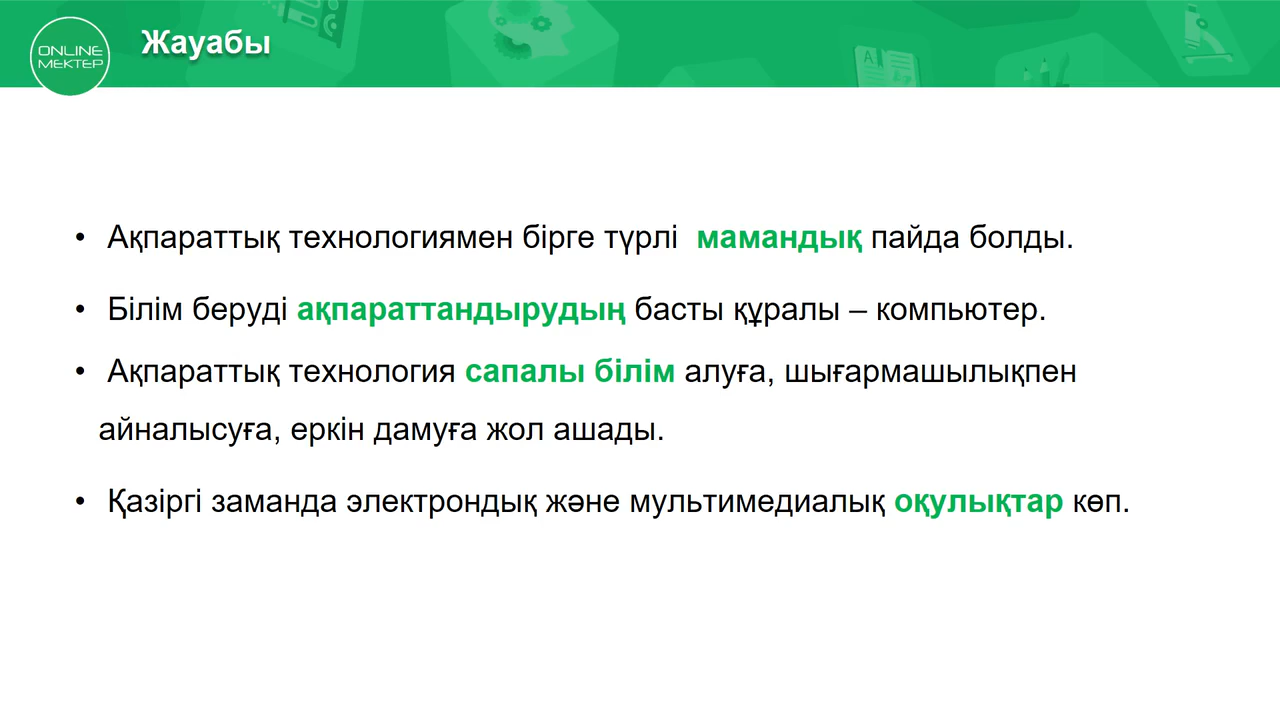 ONLINE
МЕКТЕР
Жауабы
• Ақпараттық технологиямен бірге түрлі мамандық пайда болды.
• Білім беруді ақпараттандырудың басты құралы – компьютер.
• Ақпараттық технология сапалы білім алуға, шығармашылықпен
айналысуға, еркін дамуға жол ашады.
• Қазіргі заманда электрондық және мультимедиалық оқулықтар көп.